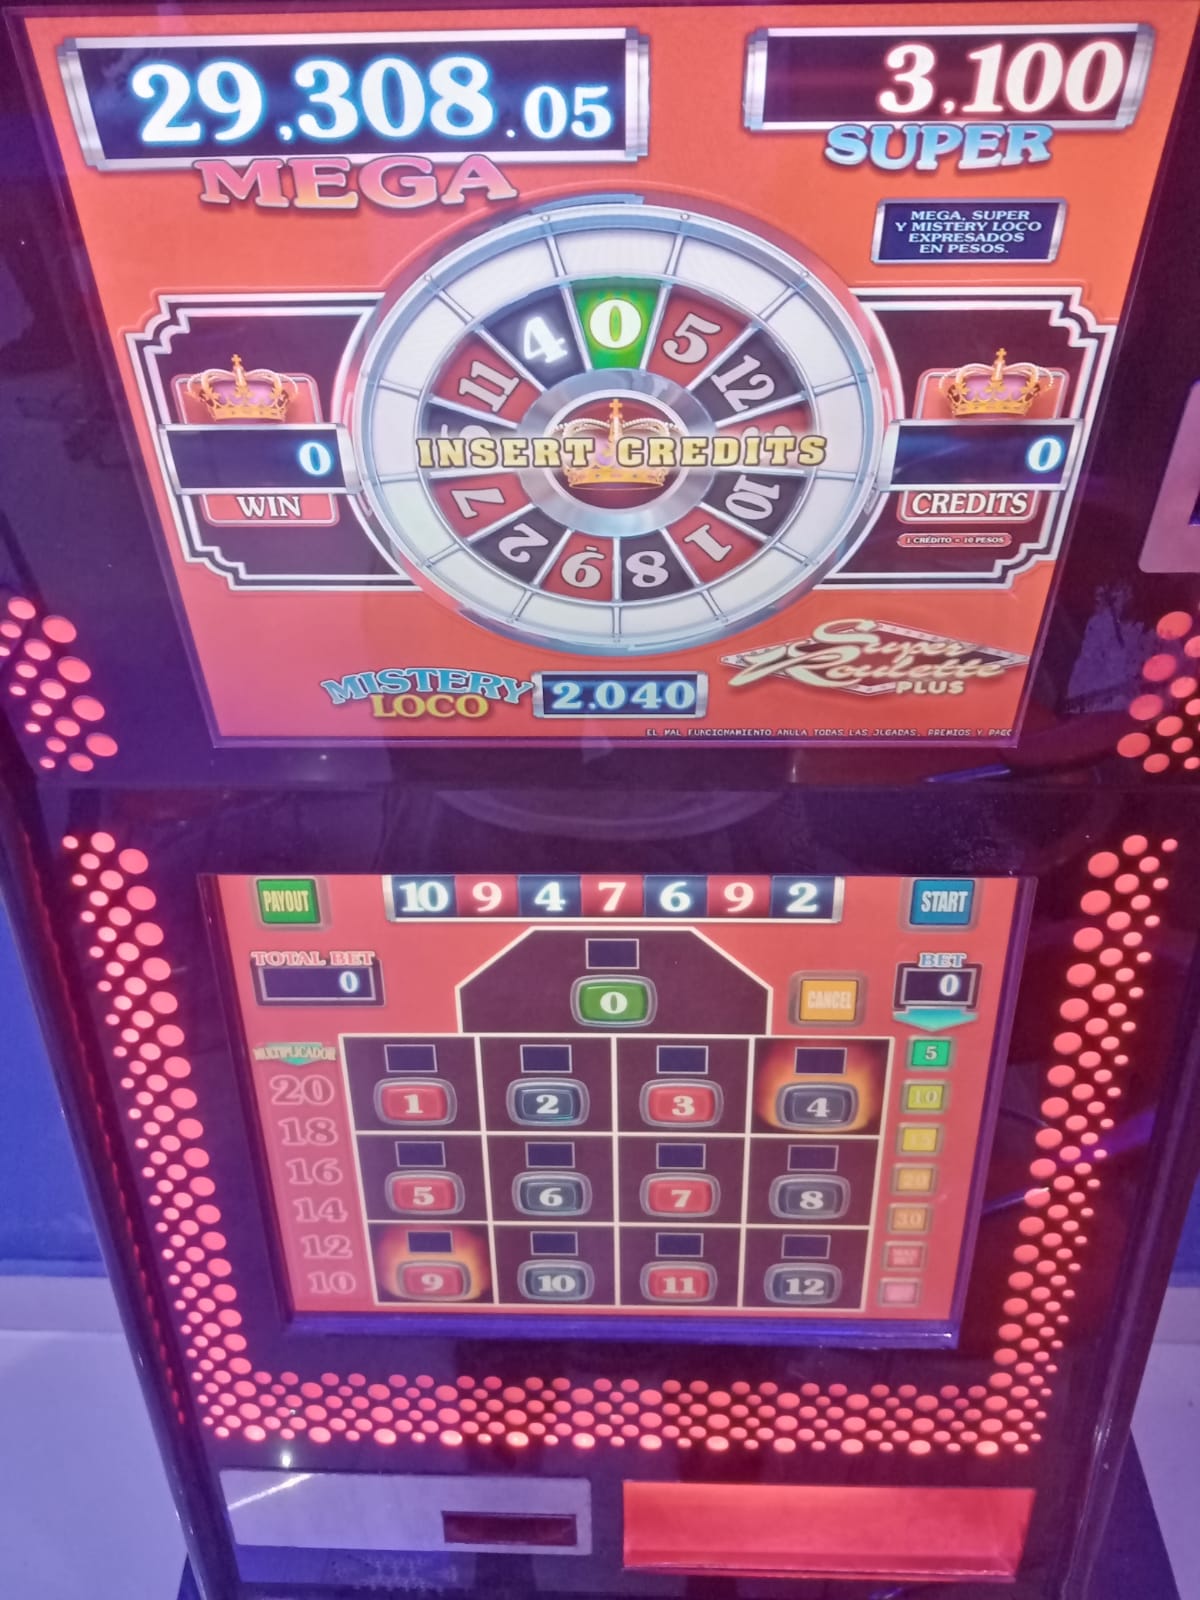 29,308.05
MEGA
3,100
SUPER
MEGA, SUPER
Y MISTERY LOCO
EXPRESADOS
EN PESOS.
0
WIN
4 0 5 12 10 1 8 9 2 7 11
INSERT CREDITS
0
CREDITS
1 CRÉDITO = 10 PESOS
MISTERY
LOCO
2.040
Super
Roulette
PLUS
EL MAL FUNCIONAMIENTO ANULA TODAS LAS JUGADAS, PREMIOS Y PAGO
PAYOUT
10 9 4 7 6 9 2
START
TOTAL BET
0
BET
0
0
CANCEL
MULTIPLICADOR
20
18
16
14
12
10
1 2 3 4
5 6 7 8
9 10 11 12
5
10
15
20
30
MAX
BET